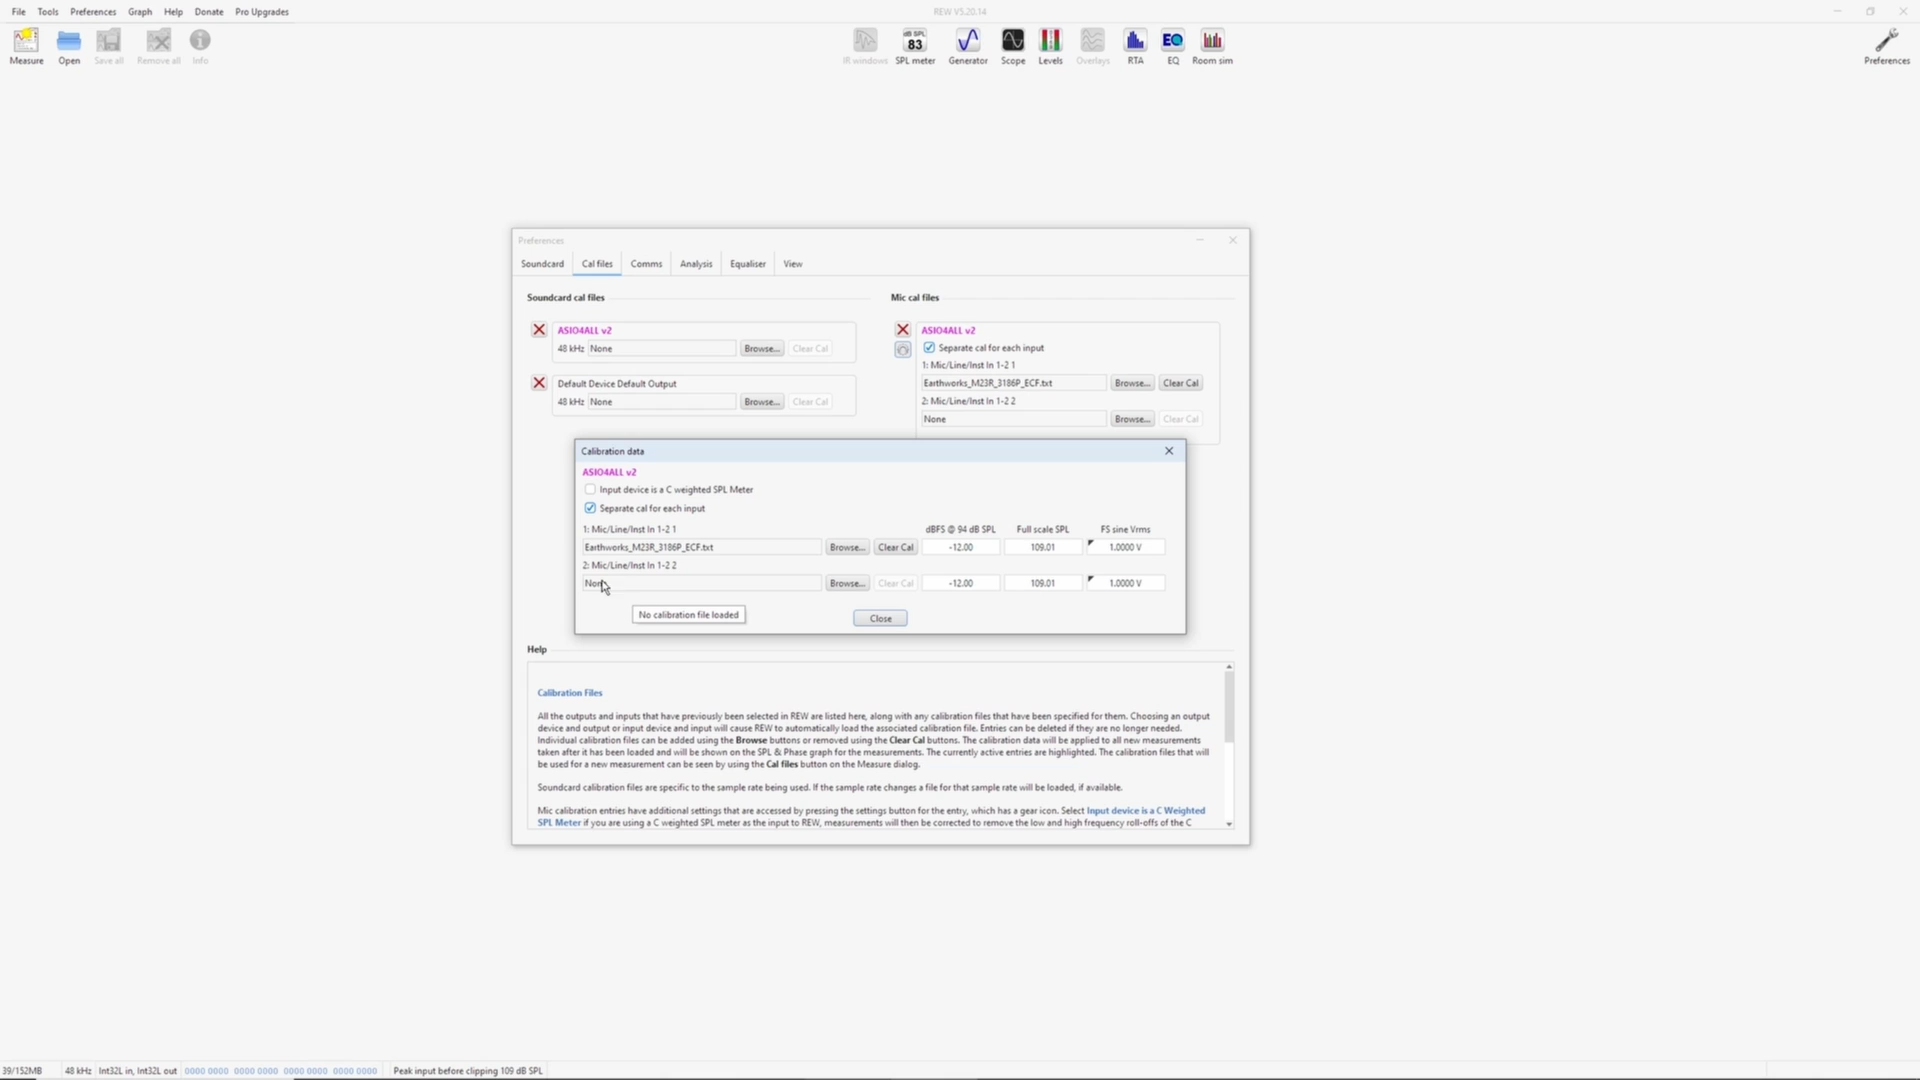 File Tools Preferences Graph Help Donate Pro Upgrades
REW V5.20.14
Measure Open Save all Remove all Info
dB SPL
83
EQ
IR windows SPL meter Generator Scope Levels Overlays RTA EQ Room sim
Preferences
Preferences
Soundcard Cal files Comms Analysis Equaliser View
Soundcard cal files
ASIO4ALL v2
48 kHz None Browse... Clear Cal
Default Device Default Output
48 kHz None Browse... Clear Cal
Mic cal files
ASIO4ALL v2
Separate cal for each input
1: Mic/Line/Inst In 1-2 1
Earthworks_M23R_3186P_ECF.txt Browse... Clear Cal
2: Mic/Line/Inst In 1-2 2
None Browse... Clear Cal
Calibration data
ASIO4ALL v2
Input device is a C weighted SPL Meter
Separate cal for each input
1: Mic/Line/Inst In 1-2 1 dBFS @ 94 dB SPL Full scale SPL FS sine Vrms
Earthworks_M23R_3186P_ECF.txt Browse... Clear Cal -12.00 109.01 1.0000 V
2: Mic/Line/Inst In 1-2 2
None Browse... Clear Cal -12.00 109.01 1.0000 V
No calibration file loaded
Close
Help
Calibration Files
All the outputs and inputs that have previously been selected in REW are listed here, along with any calibration files that have been specified for them. Choosing an output
device and output or input device and input will cause REW to automatically load the associated calibration file. Entries can be deleted if they are no longer needed.
Individual calibration files can be added using the Browse buttons or removed using the Clear Cal buttons. The calibration data will be applied to all new measurements
taken after it has been loaded and will be shown on the SPL & Phase graph for the measurements. The currently active entries are highlighted. The calibration files that will
be used for a new measurement can be seen by using the Cal files button on the Measure dialog.
Soundcard calibration files are specific to the sample rate being used. If the sample rate changes a file for that sample rate will be loaded, if available.
Mic calibration entries have additional settings that are accessed by pressing the settings button for the entry, which has a gear icon. Select Input device is a C Weighted
SPL Meter if you are using a C weighted SPL meter as the input to REW, measurements will then be corrected to remove the low and high frequency roll-offs of the C
39/152MB 48 kHz Int32L in, Int32L out 0000 0000 0000 0000 0000 0000 0000 0000 Peak input before clipping 109 dB SPL